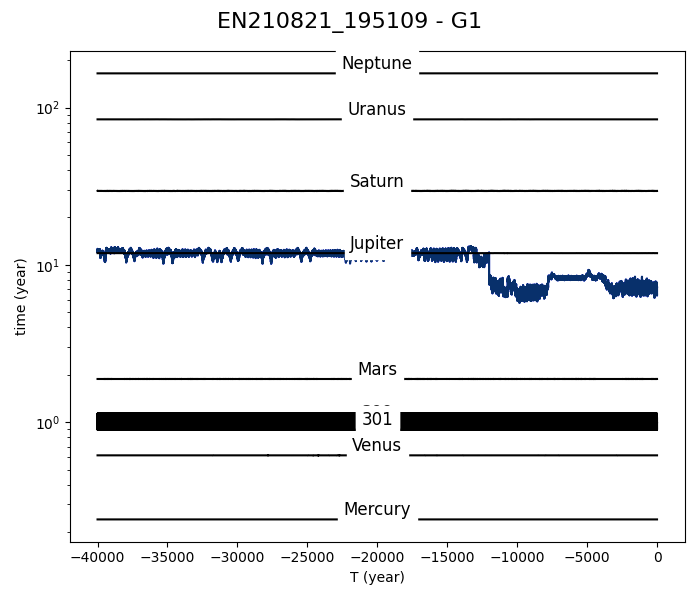 EN210821_195109 - G1
Neptune
10²
Uranus
Saturn
Jupiter
10¹
time (year)
Mars
301
10⁰
Venus
Mercury
−40000 −35000 −30000 −25000 −20000 −15000 −10000 −5000 0
T (year)